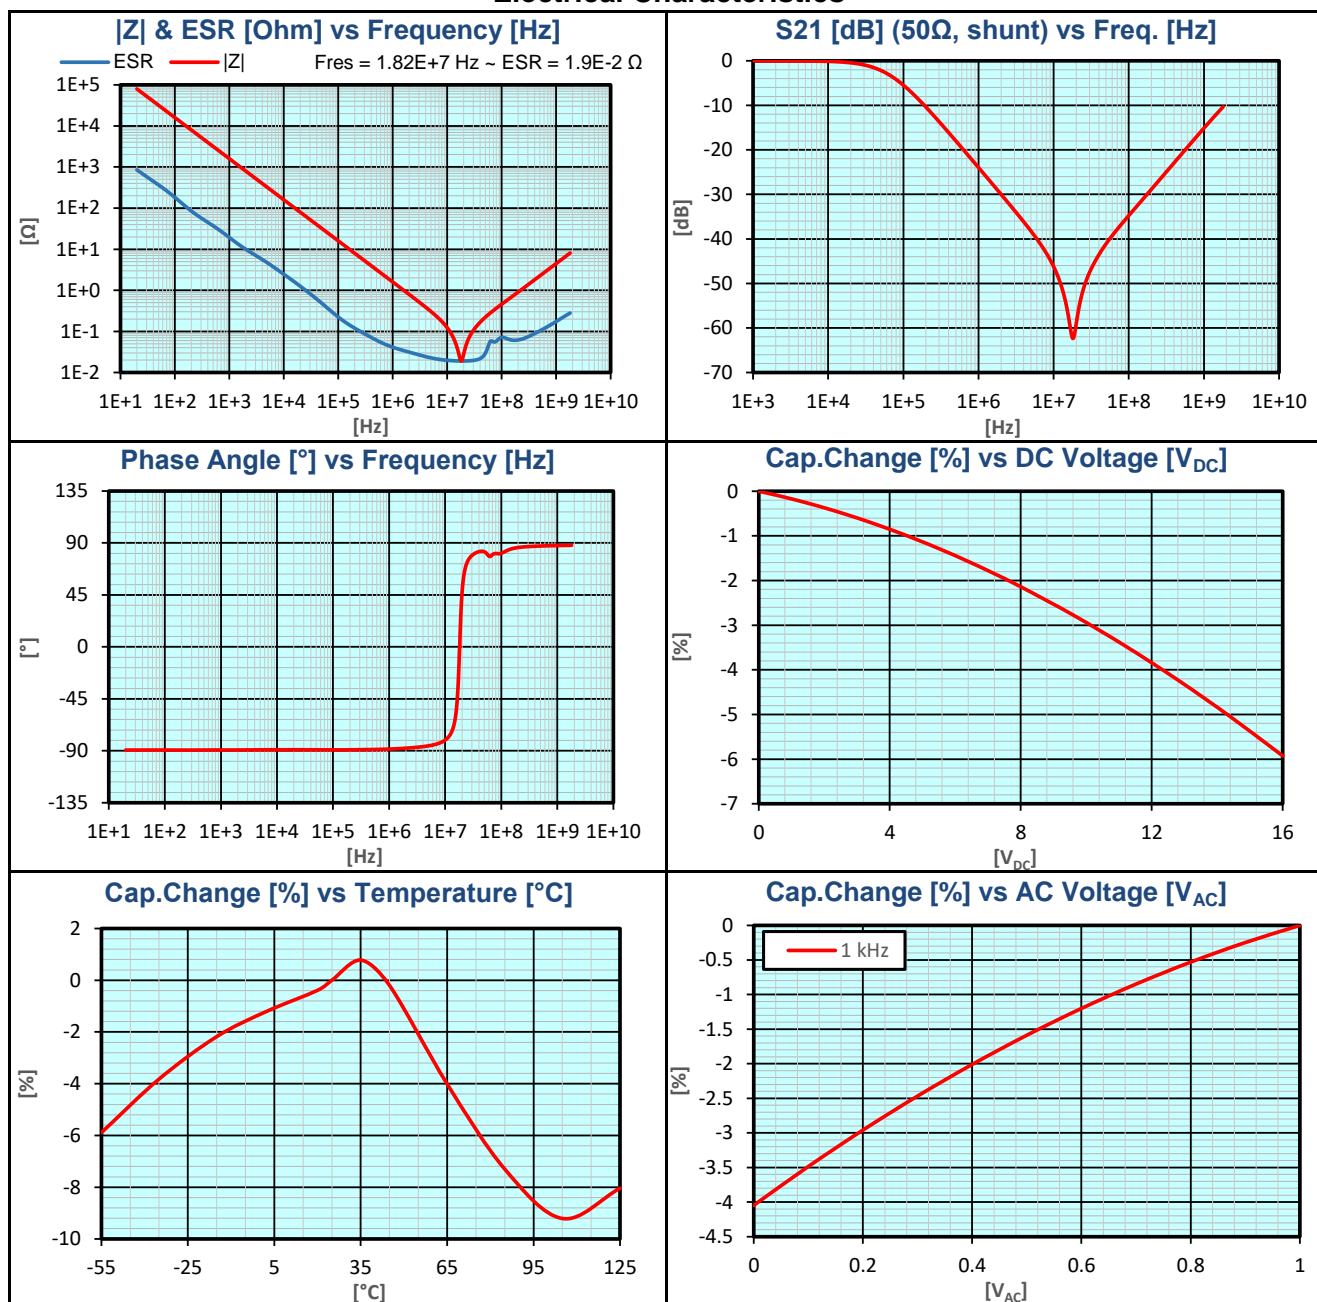 Electrical Characteristics
|Z| & ESR [Ohm] vs Frequency [Hz]
ESR |Z| Fres = 1.82E+7 Hz ~ ESR = 1.9E-2 Ω
1E+5
1E+4
1E+3
1E+2
1E+1
1E+0
1E-1
1E-2
[Ω]
1E+1 1E+2 1E+3 1E+4 1E+5 1E+6 1E+7 1E+8 1E+9 1E+10
[Hz]
S21 [dB] (50Ω, shunt) vs Freq. [Hz]
0
-10
-20
-30
-40
-50
-60
-70
[dB]
1E+3 1E+4 1E+5 1E+6 1E+7 1E+8 1E+9 1E+10
[Hz]
Phase Angle [°] vs Frequency [Hz]
135
90
45
0
-45
-90
-135
[°]
1E+1 1E+2 1E+3 1E+4 1E+5 1E+6 1E+7 1E+8 1E+9 1E+10
[Hz]
Cap.Change [%] vs DC Voltage [VDC]
0
-1
-2
-3
-4
-5
-6
-7
[%]
0 4 8 12 16
[VDC]
Cap.Change [%] vs Temperature [°C]
2
0
-2
-4
-6
-8
-10
[%]
-55 -25 5 35 65 95 125
[°C]
Cap.Change [%] vs AC Voltage [VAC]
1 kHz
0
-0.5
-1
-1.5
-2
-2.5
-3
-3.5
-4
-4.5
[%]
0 0.2 0.4 0.6 0.8 1
[VAC]